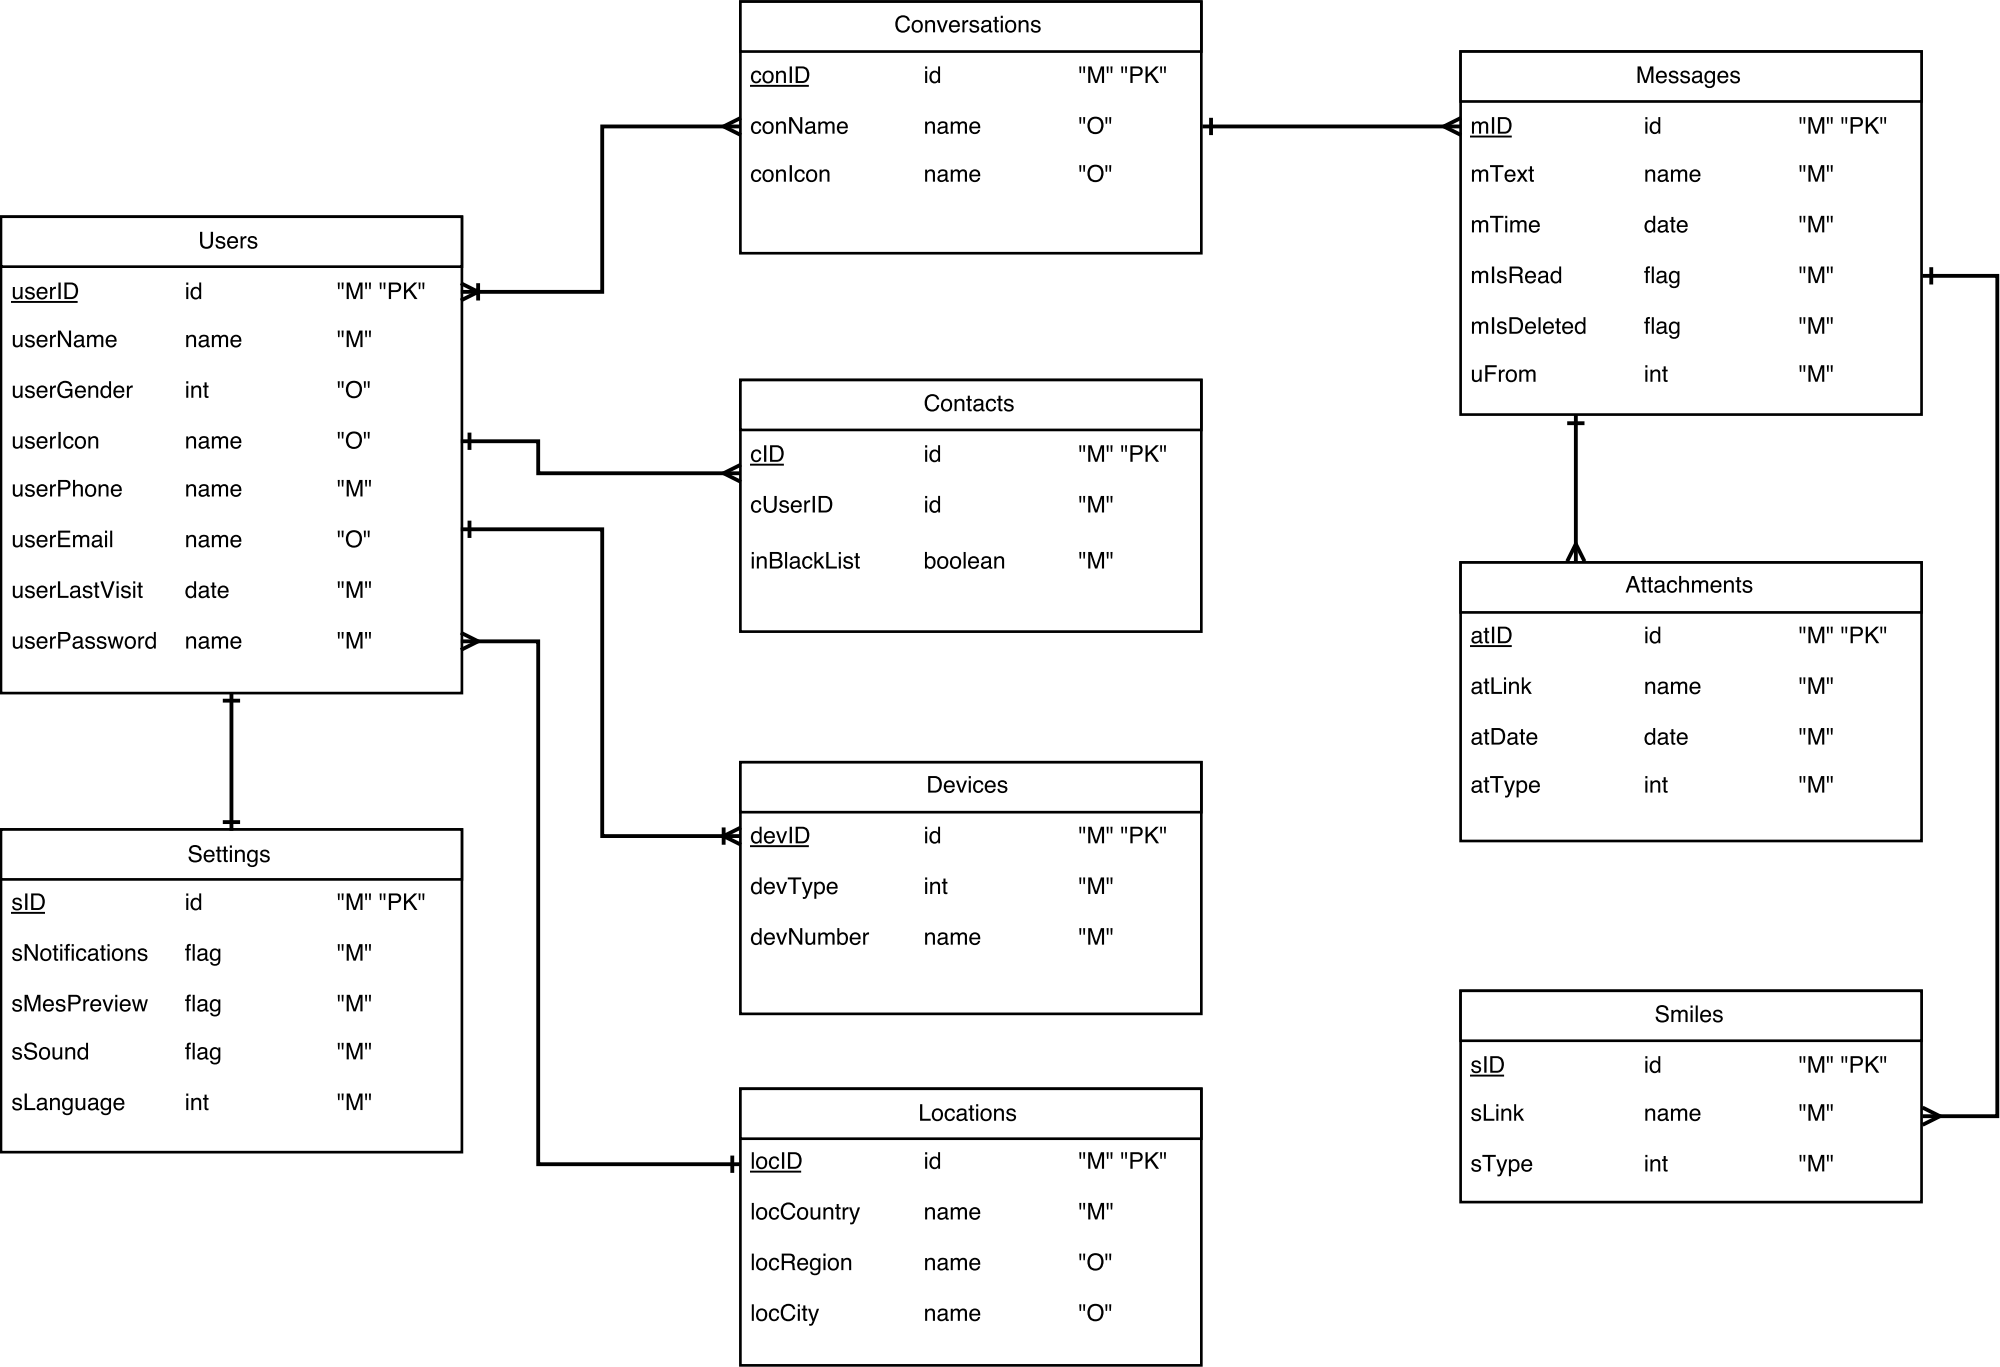 Conversations
conID id "M" "PK"
conName name "O"
conIcon name "O"
Messages
mID id "M" "PK"
mText name "M"
mTime date "M"
mIsRead flag "M"
mIsDeleted flag "M"
uFrom int "M"
Users
userID id "M" "PK"
userName name "M"
userGender int "O"
userIcon name "O"
userPhone name "M"
userEmail name "O"
userLastVisit date "M"
userPassword name "M"
Contacts
cID id "M" "PK"
cUserID id "M"
inBlackList boolean "M"
Attachments
atID id "M" "PK"
atLink name "M"
atDate date "M"
atType int "M"
Devices
devID id "M" "PK"
devType int "M"
devNumber name "M"
Settings
sID id "M" "PK"
sNotifications flag "M"
sMesPreview flag "M"
sSound flag "M"
sLanguage int "M"
Smiles
sID id "M" "PK"
sLink name "M"
sType int "M"
Locations
locID id "M" "PK"
locCountry name "M"
locRegion name "O"
locCity name "O"